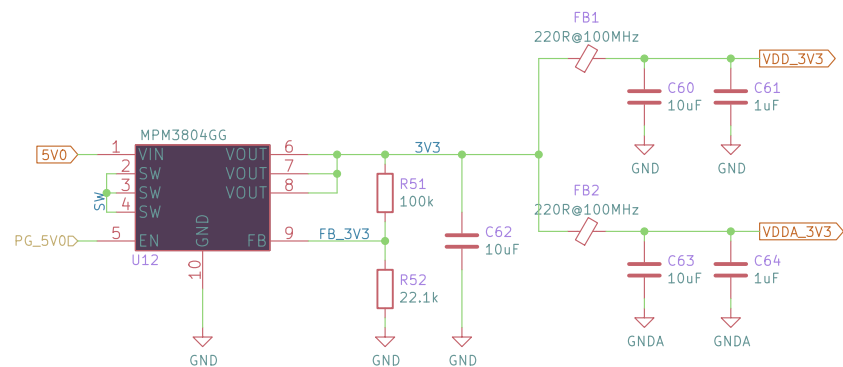 FB1
220R@100MHz
VDD_3V3
C60
10uF
C61
1uF
GND
GND
MPM3804GG
5V0
1
VIN
2
SW
3
SW
4
SW
SW
PG_5V0
5
EN
GND
10
VOUT
6
VOUT
7
VOUT
8
FB
9
U12
GND
3V3
R51
100k
FB_3V3
R52
22.1k
GND
C62
10uF
GND
FB2
220R@100MHz
VDDA_3V3
C63
10uF
C64
1uF
GNDA
GNDA